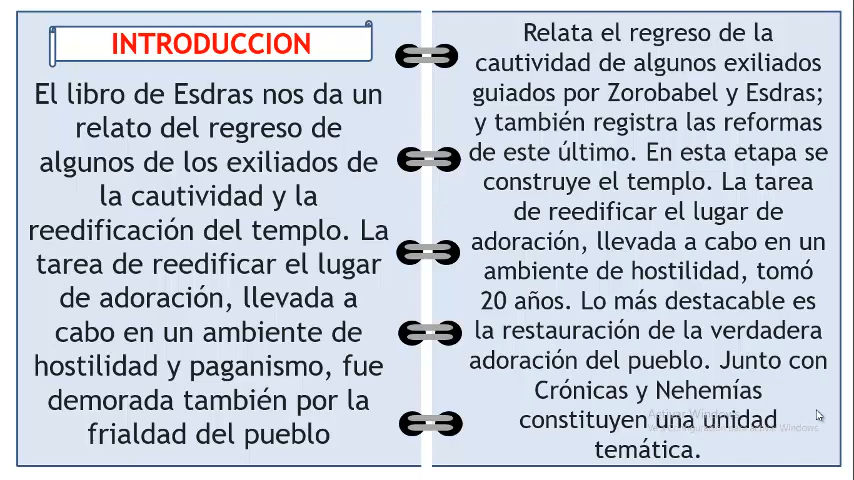 INTRODUCCION
El libro de Esdras nos da un
relato del regreso de
algunos de los exiliados de
la cautividad y la
reedificación del templo. La
tarea de reedificar el lugar
de adoración, llevada a
cabo en un ambiente de
hostilidad y paganismo, fue
demorada también por la
frialdad del pueblo
Relata el regreso de la
cautividad de algunos exiliados
guiados por Zorobabel y Esdras;
y también registra las reformas
de este último. En esta etapa se
construye el templo. La tarea
de reedificar el lugar de
adoración, llevada a cabo en un
ambiente de hostilidad, tomó
20 años. Lo más destacable es
la restauración de la verdadera
adoración del pueblo. Junto con
Crónicas y Nehemías
constituyen una unidad
temática.
Activar Windows